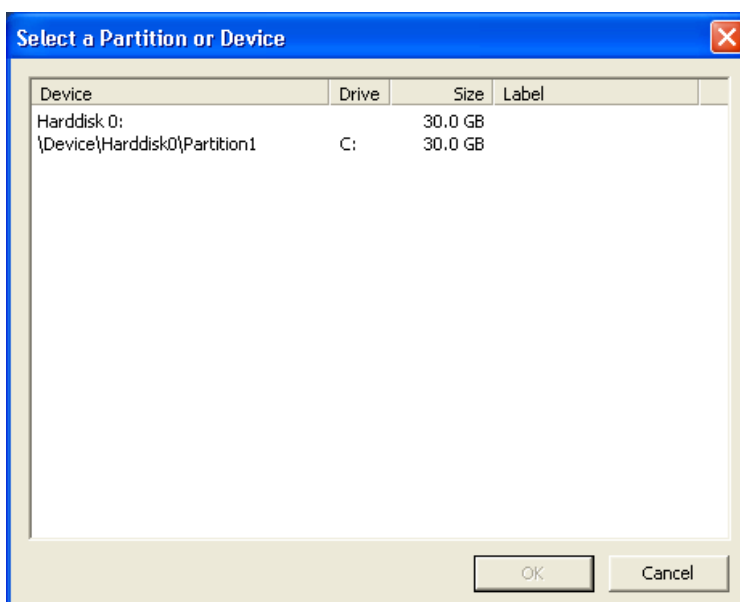 Select a Partition or Device
Device Drive Size Label
Harddisk 0: 30.0 GB
\Device\Harddisk0\Partition1 C: 30.0 GB
OK Cancel